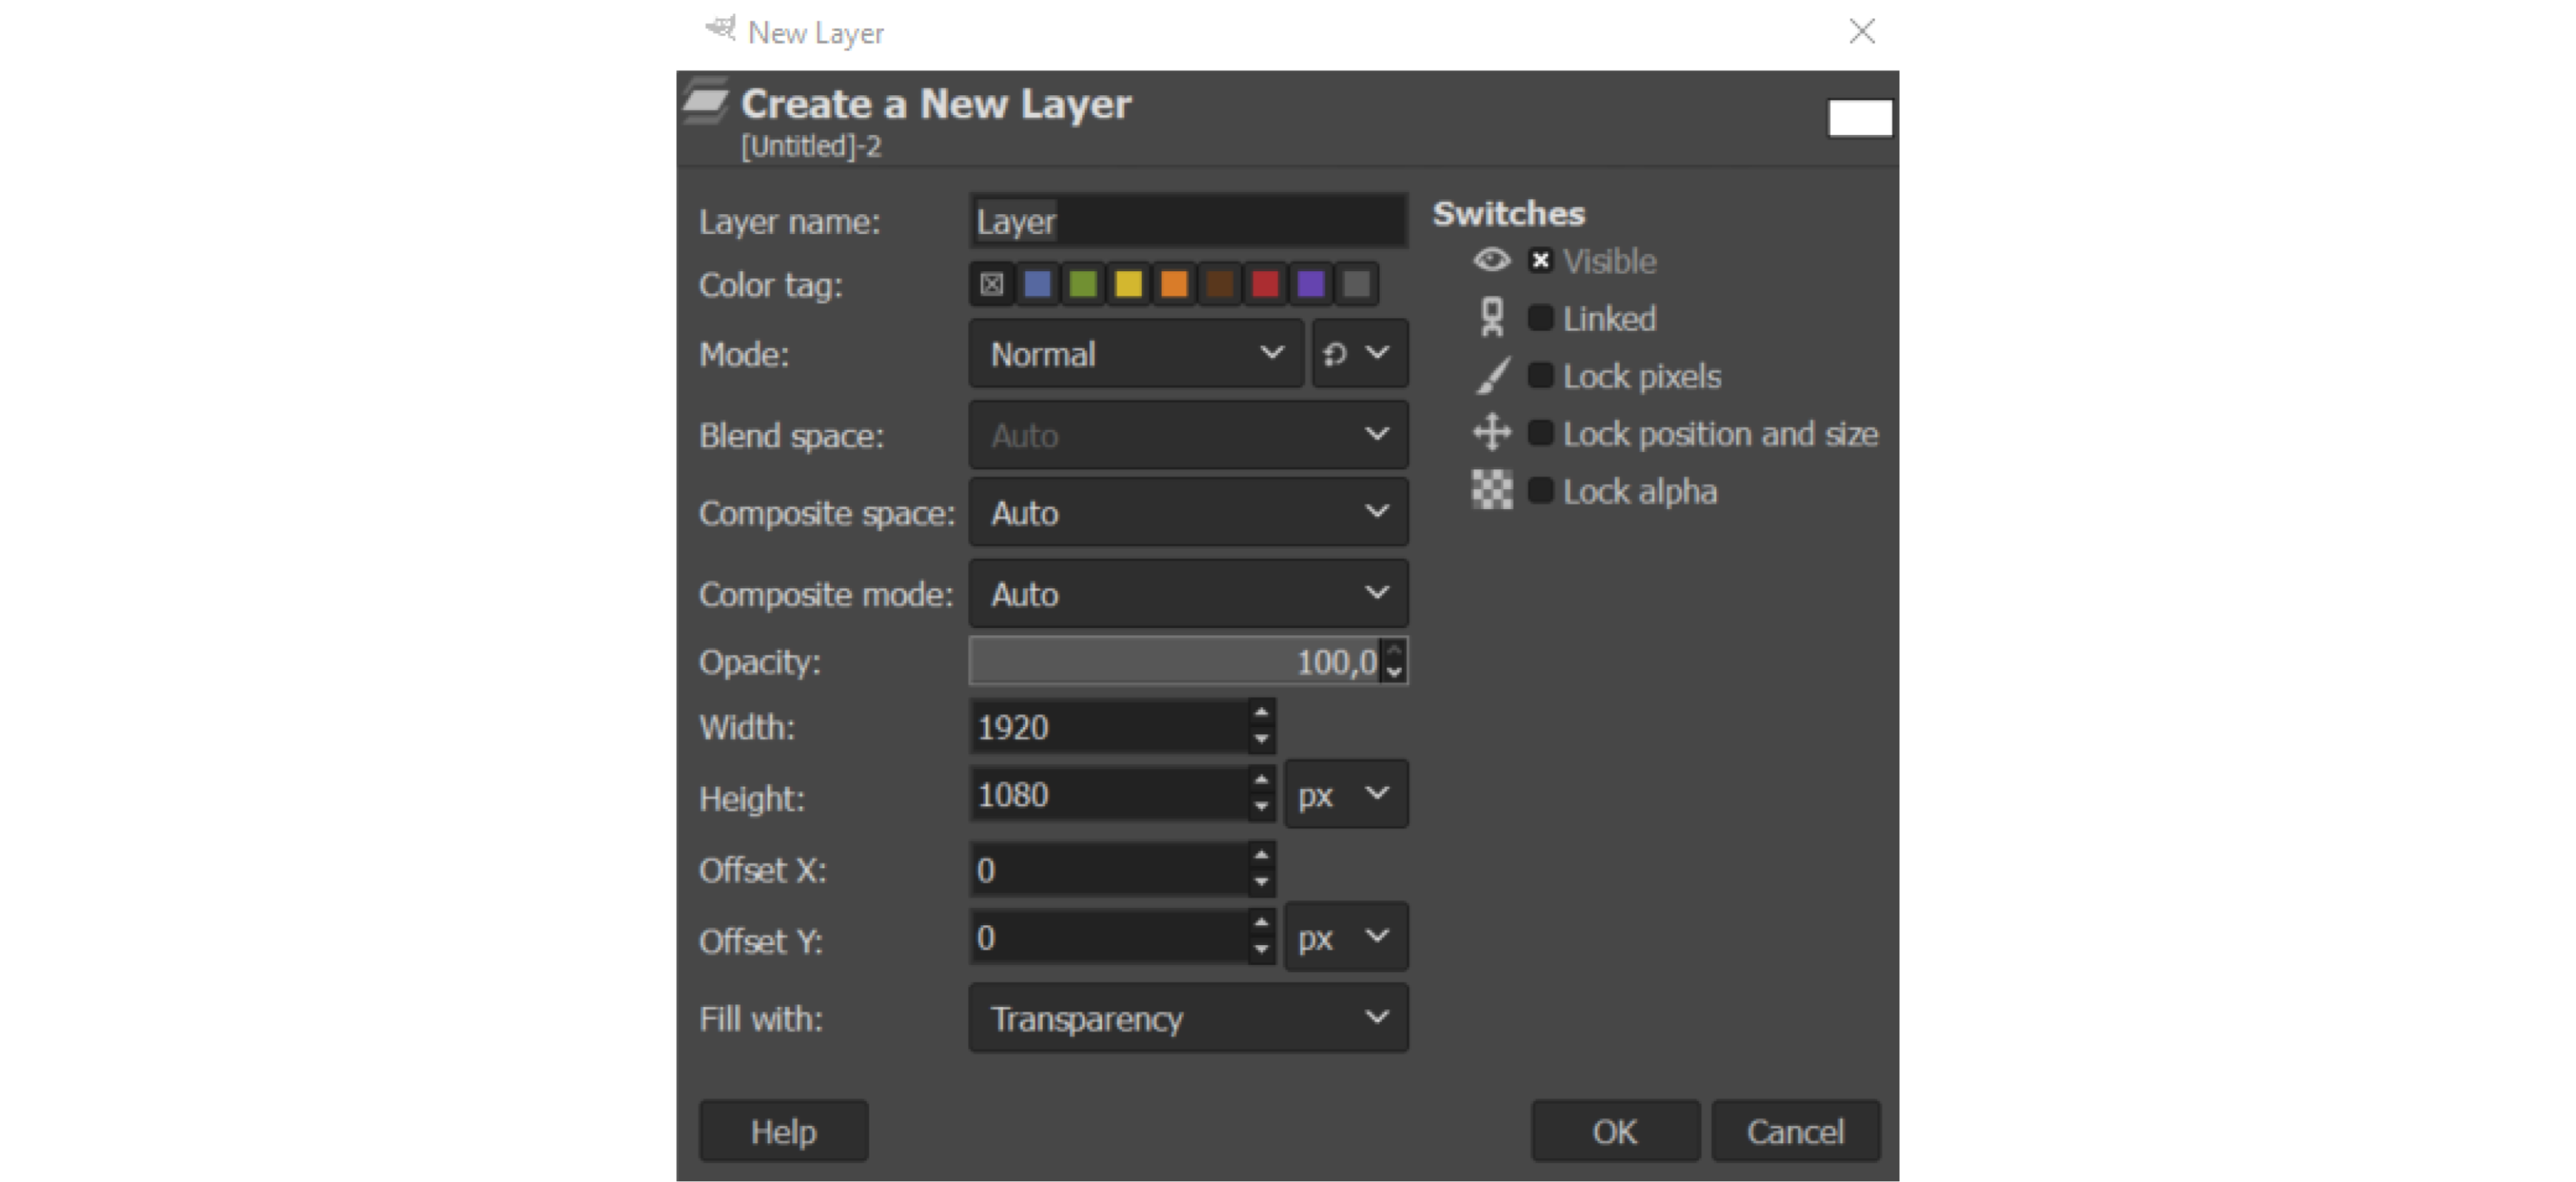 New Layer
Create a New Layer
[Untitled]-2
Layer name: Layer
Color tag:
Mode: Normal
Blend space: Auto
Composite space: Auto
Composite mode: Auto
Opacity: 100,0
Width: 1920
Height: 1080 px
Offset X: 0
Offset Y: 0 px
Fill with: Transparency
Switches
Visible
Linked
Lock pixels
Lock position and size
Lock alpha
Help OK Cancel